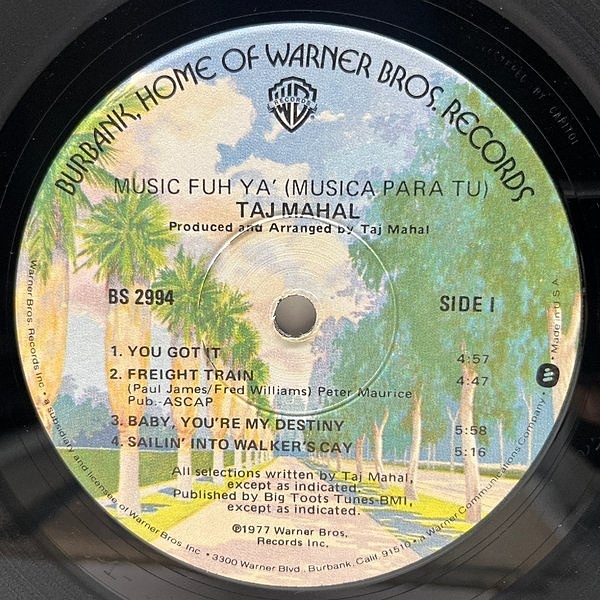 BURBANK, HOME OF WARNER BROS. RECORDS
WB
RECORDS
MUSIC FUH YA' (MUSICA PARA TU)
TAJ MAHAL
Produced and Arranged by Taj Mahal
BS 2994
SIDE 1
1. YOU GOT IT 4:57
2. FREIGHT TRAIN 4:47
(Paul James/Fred Williams) Peter Maurice
Pub.-ASCAP
3. BABY, YOU'RE MY DESTINY 5:58
4. SAILIN' INTO WALKER'S CAY 5:16
All selections written by Taj Mahal,
except as indicated.
Published by Big Toots Tunes-BMI,
except as indicated.
℗1977 Warner Bros.
Records Inc.
Warner Bros. Records Inc. • a subsidiary and licensee of Warner Bros. Inc. • 3300 Warner Blvd., Burbank, Calif. 91510 • a Warner Communications Company • Made in U.S.A.